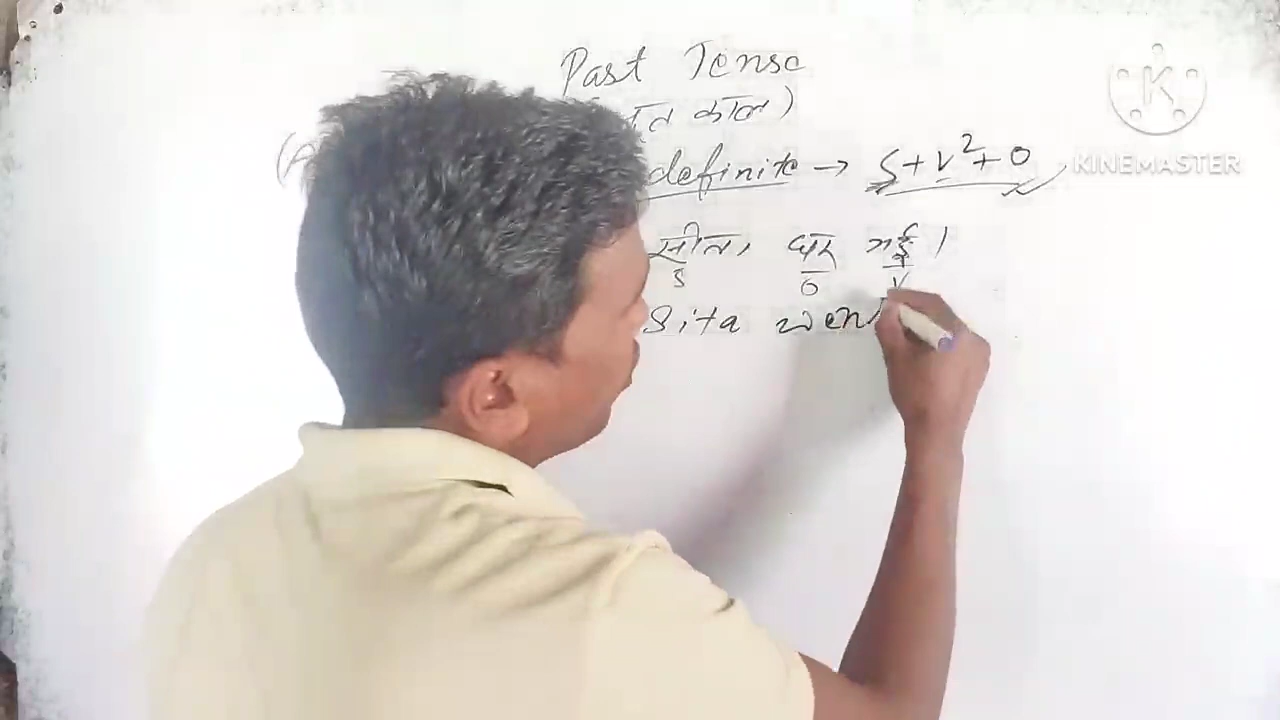 Past Tense
काल)
(A definite → S+V²+O
सीता घर गई।
S O V
Sita went
KINEMASTER